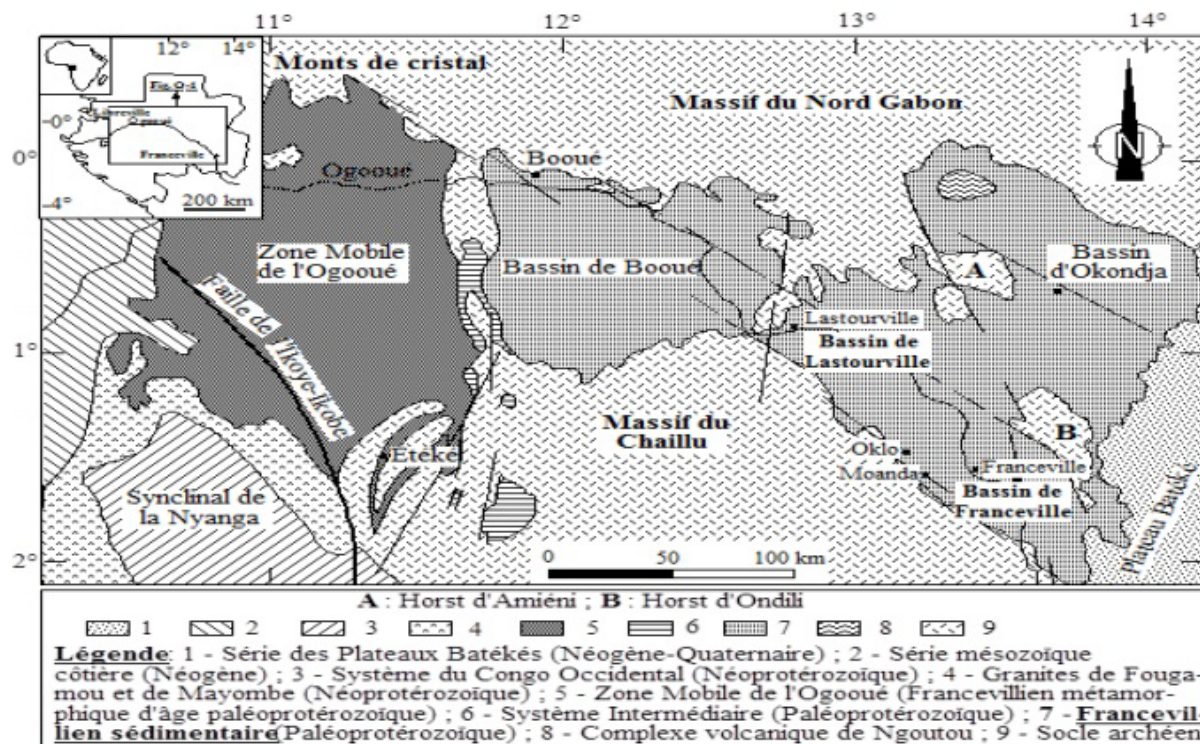 11°
12°
13°
14°
12° 14°
Libreville
0°
Ogooué
Franceville
4°
200 km
Monts de cristal
Massif du Nord Gabon
N
0°
Ogooué
Booué
Zone Mobile
de l'Ogooué
Bassin de Booué
A
Bassin
d'Okondja
Faille de l'Ikoye-Ikobe
Lastourville
1°
Bassin de
Lastourville
Massif du
Chaillu
B
Etéké
Oklo
Moanda
Franceville
Synclinal de
la Nyanga
Bassin de
Franceville
Plateau Batéké
2°
0 50 100 km
A : Horst d'Amiéni ; B : Horst d'Ondili
1 2 3 4 5 6 7 8 9
Légende: 1 - Série des Plateaux Batékés (Néogène-Quaternaire) ; 2 - Série mésozoïque
côtière (Néogène); 3 - Système du Congo Occidental (Néoprotérozoïque) ; 4 - Granites de Fouga-
mou et de Mayombe (Néoprotérozoïque) ; 5 - Zone Mobile de l'Ogooué (Francevillien métamor-
phique d'âge paléoprotérozoïque) ; 6 - Système Intermédiaire (Paléoprotérozoïque) ; 7 - Francevil-
lien sédimentaire(Paléoprotérozoïque) ; 8 - Complexe volcanique de Ngoutou ; 9 - Socle archéen